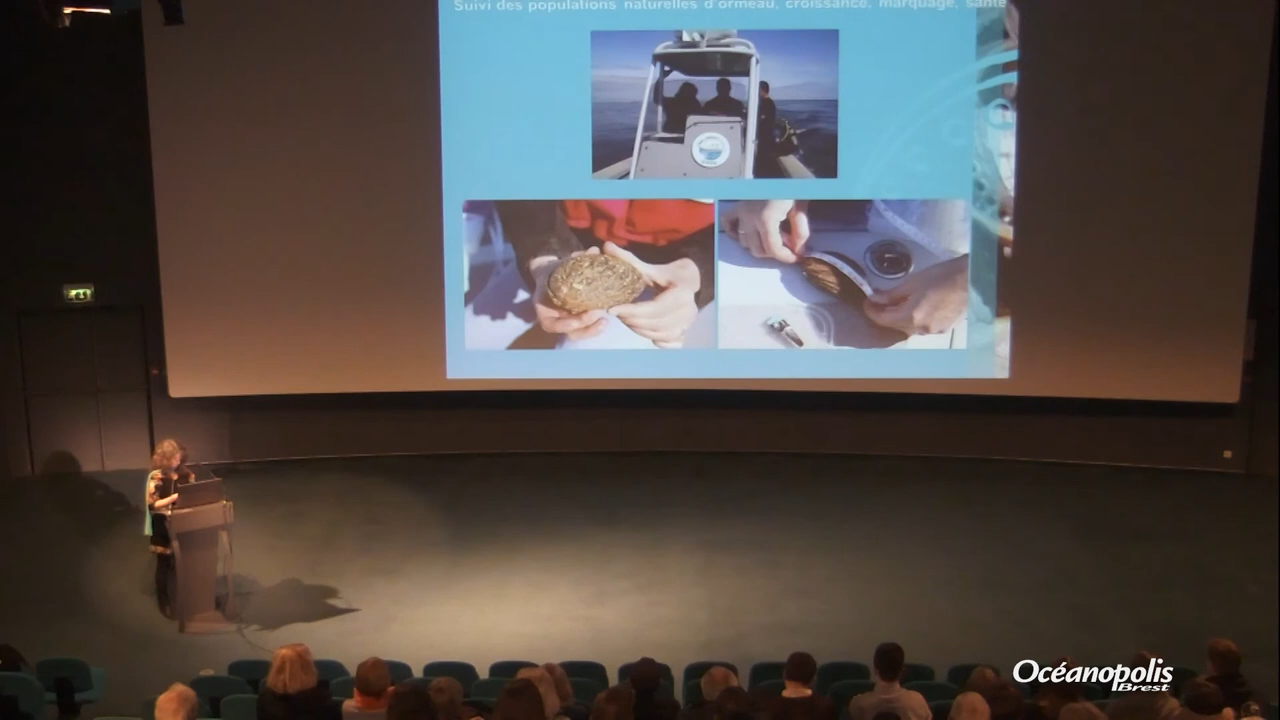 Suivi des populations naturelles d'ormeau, croissance, marquage, santé
Océanopolis
Brest